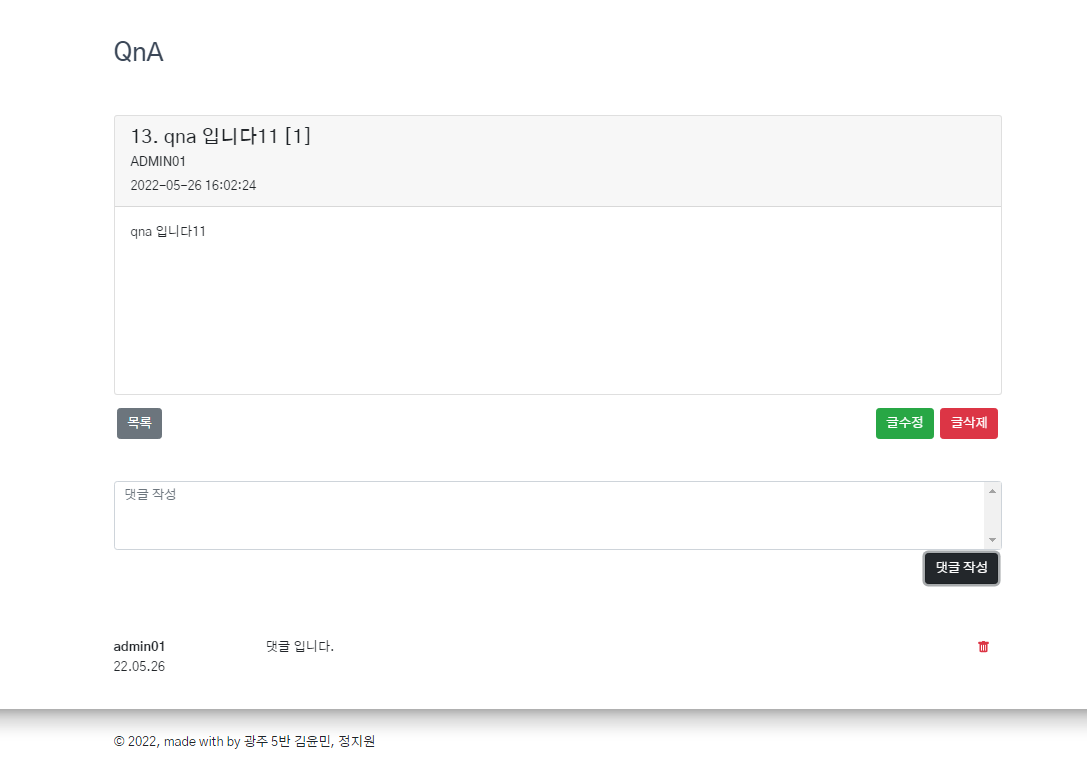 QnA
13. qna 입니다11 [1]
ADMIN01
2022-05-26 16:02:24
qna 입니다11
목록 글수정 글삭제
댓글 작성
댓글 작성
admin01 댓글 입니다.
22.05.26
© 2022, made with by 광주 5반 김윤민, 정지원